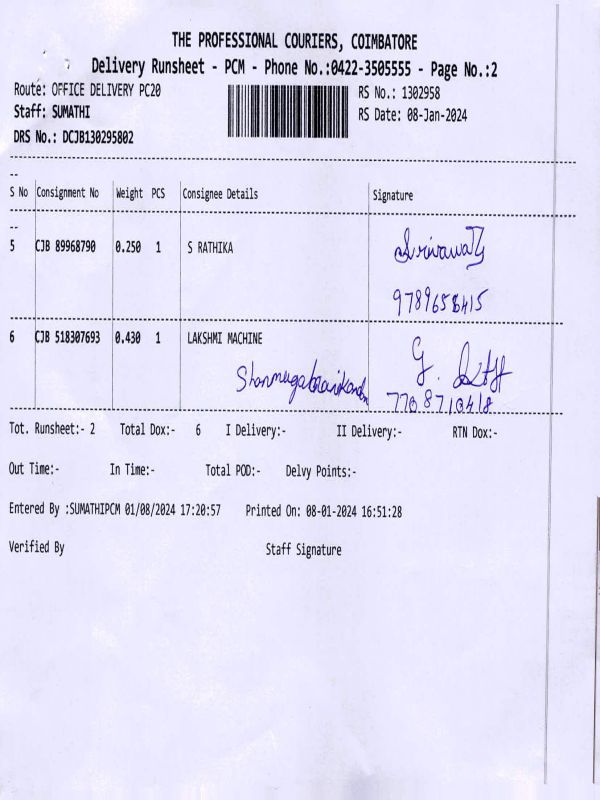 THE PROFESSIONAL COURIERS, COIMBATORE
Delivery Runsheet - PCM - Phone No.:0422-3505555 - Page No.:2
Route: OFFICE DELIVERY PC20 RS No.: 1302958
Staff: SUMATHI RS Date: 08-Jan-2024
DRS No.: DCJB130295802
S No Consignment No Weight PCS Consignee Details Signature
5 CJB 89968790 0.250 1 S RATHIKA
6 CJB 518307693 0.430 1 LAKSHMI MACHINE
Tot. Runsheet:- 2 Total Dox:- 6 I Delivery:- II Delivery:- RTN Dox:-
Out Time:- In Time:- Total POD:- Delvy Points:-
Entered By :SUMATHIPCM 01/08/2024 17:20:57 Printed On: 08-01-2024 16:51:28
Verified By Staff Signature